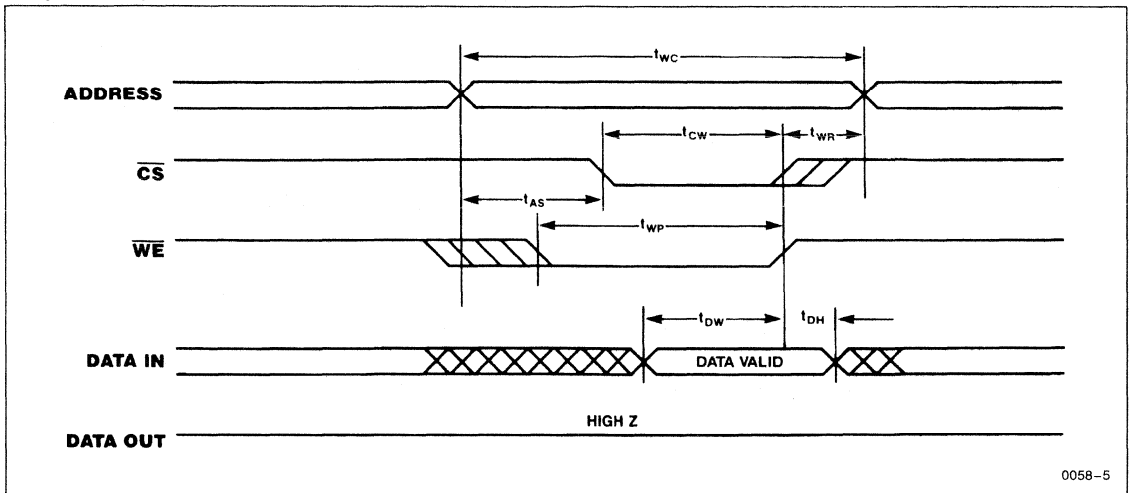 tWC
ADDRESS
tCW
tWR
CS
tAS
tWP
WE
tDW
tDH
DATA IN
DATA VALID
HIGH Z
DATA OUT
0058-5